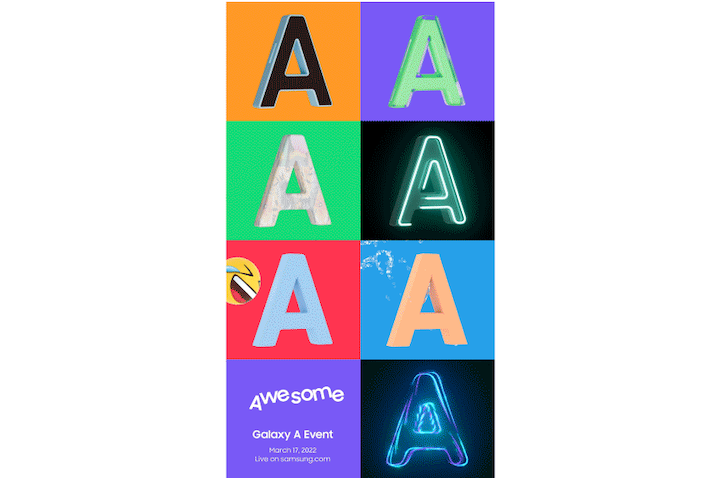 A A
A A
A A
A
Awesome
Galaxy A Event
March 17, 2022
Live on samsung.com